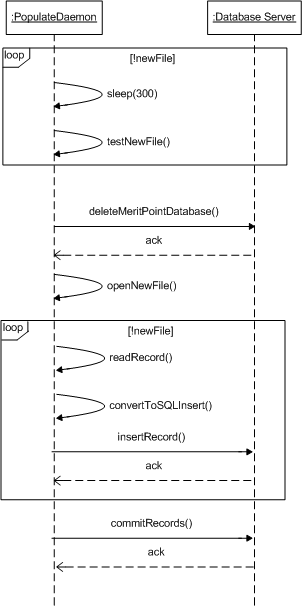 :PopulateDaemon
:Database Server
loop
[!newFile]
sleep(300)
testNewFile()
deleteMeritPointDatabase()
ack
openNewFile()
loop
[!newFile]
readRecord()
convertToSQLInsert()
insertRecord()
ack
commitRecords()
ack